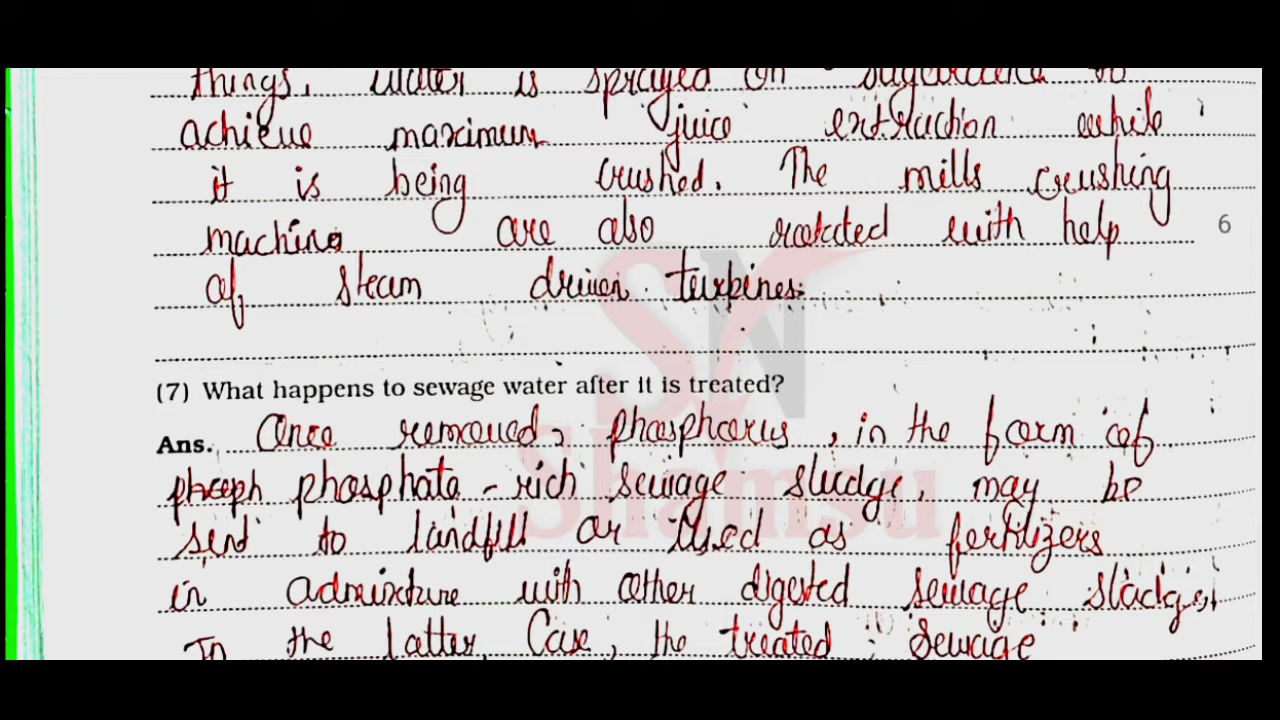 things. water is sprayed on sugarcane to
achieve maximum juice extraction while
it is being crushed. The mills crushing
machine are also rotated with help
6
of steam driven turbines.
(7) What happens to sewage water after it is treated?
Ans. Once removed, phosphorus, in the form of
phosph phosphate-rich sewage sludge, may be
send to landfill or used as fertilizers
in admixture with other digested sewage sludge.
In the latter case, the treated sewage
SN
Shamsu